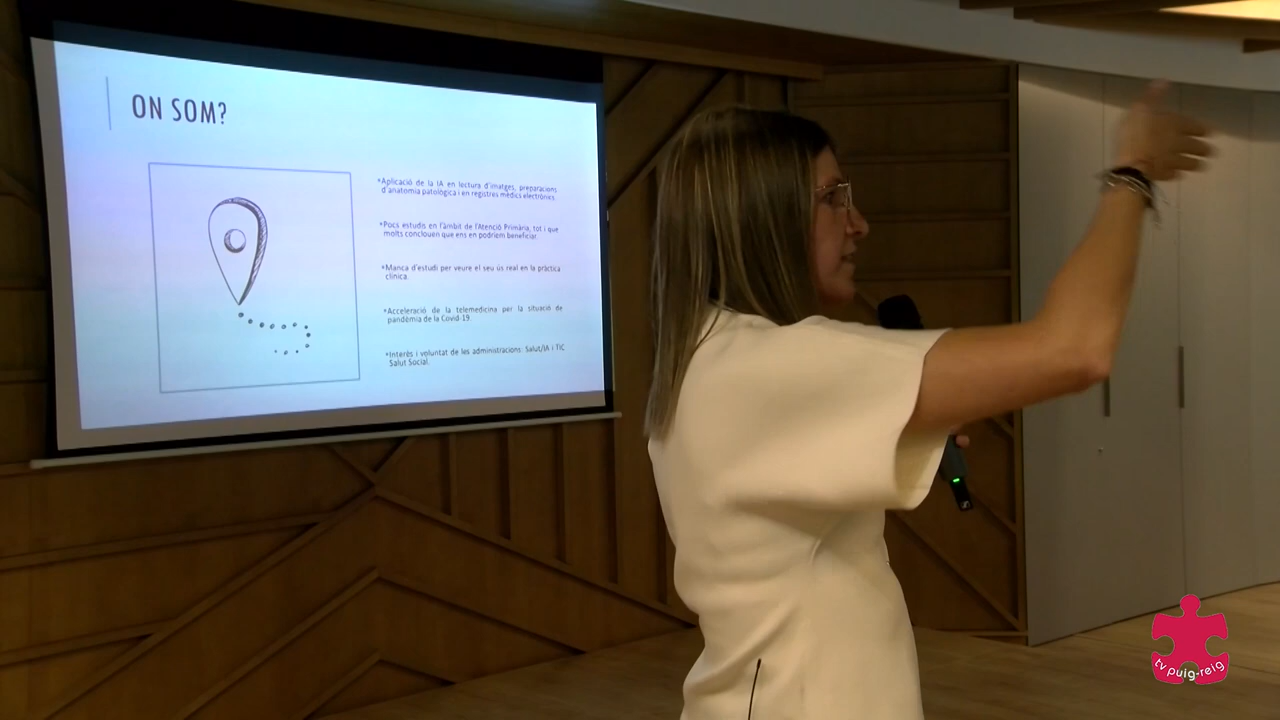 ON SOM?
•Aplicació de la IA en lectura d'imatges, preparacions
d'anatomia patològica i en registres mèdics electrònics.
•Pocs estudis en l'àmbit de l'Atenció Primària, tot i que
molts conclouen que ens en podríem beneficiar.
•Manca d'estudi per veure el seu ús real en la pràctica
clínica.
•Acceleració de la telemedicina per la situació de
pandèmia de la Covid-19.
•Interès i voluntat de les administracions: Salut/IA i TIC
Salut Social.
tv puig-reig